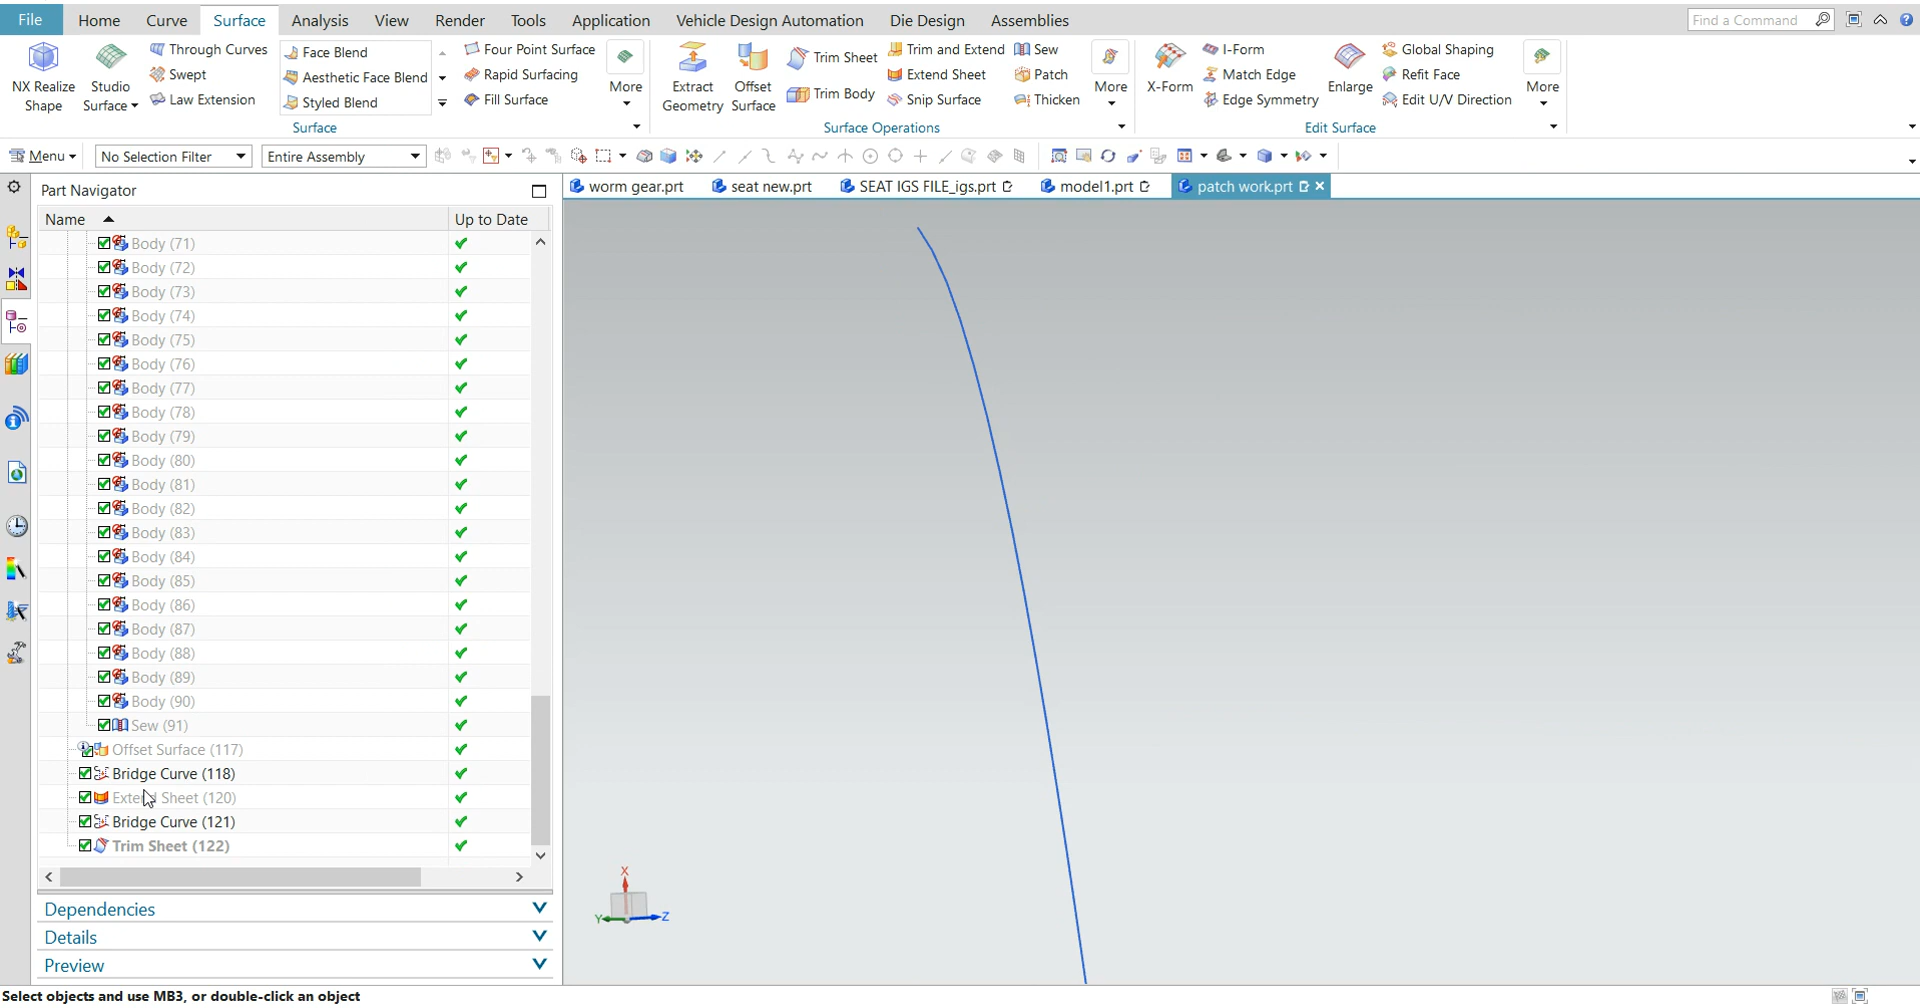 File Home Curve Surface Analysis View Render Tools Application Vehicle Design Automation Die Design Assemblies Find a Command
NX Realize Shape
Studio Surface
Through Curves
Swept
Law Extension
Face Blend
Aesthetic Face Blend
Styled Blend
Four Point Surface
Rapid Surfacing
Fill Surface
More
Surface
Extract Geometry
Offset Surface
Trim Sheet
Trim Body
Trim and Extend
Extend Sheet
Snip Surface
Sew
Patch
Thicken
More
Surface Operations
X-Form
I-Form
Match Edge
Edge Symmetry
Enlarge
Global Shaping
Refit Face
Edit U/V Direction
More
Edit Surface
Menu No Selection Filter Entire Assembly
Part Navigator
worm gear.prt seat new.prt SEAT IGS FILE_igs.prt model1.prt patch work.prt
Name Up to Date
Body (71)
Body (72)
Body (73)
Body (74)
Body (75)
Body (76)
Body (77)
Body (78)
Body (79)
Body (80)
Body (81)
Body (82)
Body (83)
Body (84)
Body (85)
Body (86)
Body (87)
Body (88)
Body (89)
Body (90)
Sew (91)
Offset Surface (117)
Bridge Curve (118)
Extend Sheet (120)
Bridge Curve (121)
Trim Sheet (122)
X
Y
Z
Dependencies
Details
Preview
Select objects and use MB3, or double-click an object